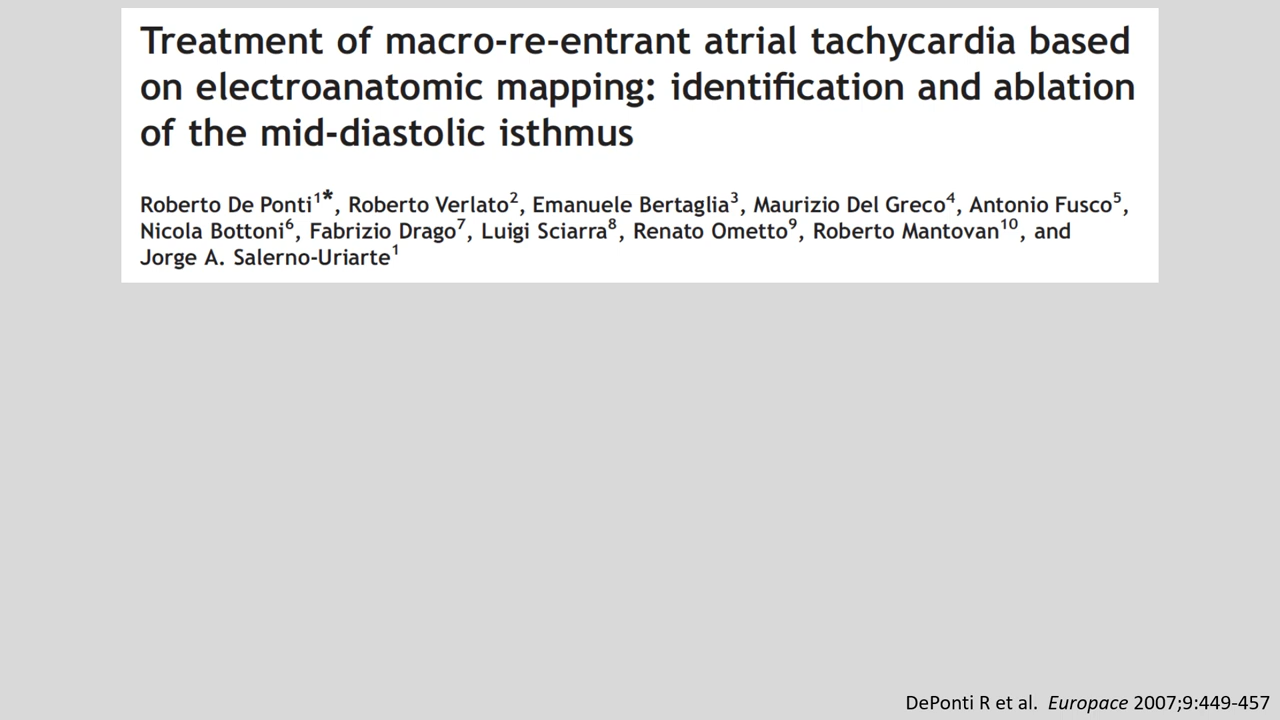 Treatment of macro-re-entrant atrial tachycardia based
on electroanatomic mapping: identification and ablation
of the mid-diastolic isthmus
Roberto De Ponti¹*, Roberto Verlato², Emanuele Bertaglia³, Maurizio Del Greco⁴, Antonio Fusco⁵,
Nicola Bottoni⁶, Fabrizio Drago⁷, Luigi Sciarra⁸, Renato Ometto⁹, Roberto Mantovan¹⁰, and
Jorge A. Salerno-Uriarte¹
DePonti R et al. Europace 2007;9:449-457